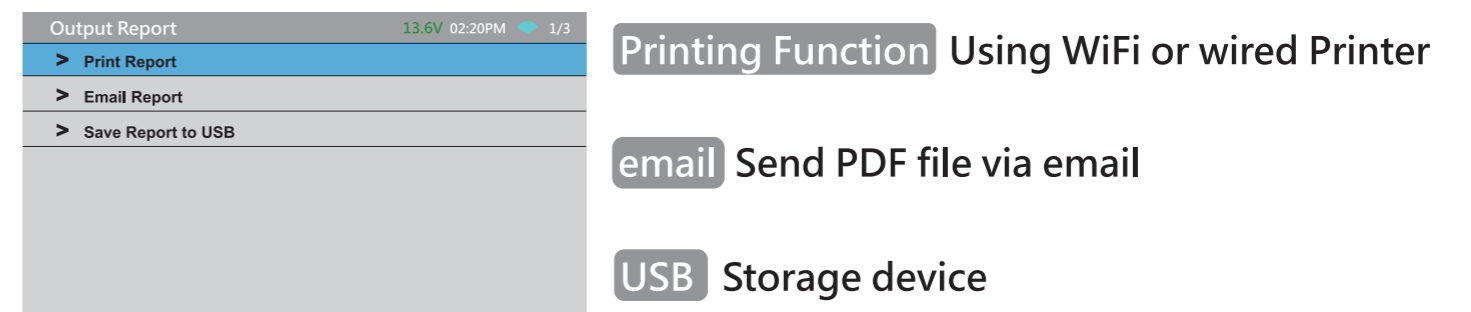 Output Report 13.6V 02:20PM 1/3
> Print Report
> Email Report
> Save Report to USB
Printing Function Using WiFi or wired Printer
email Send PDF file via email
USB Storage device